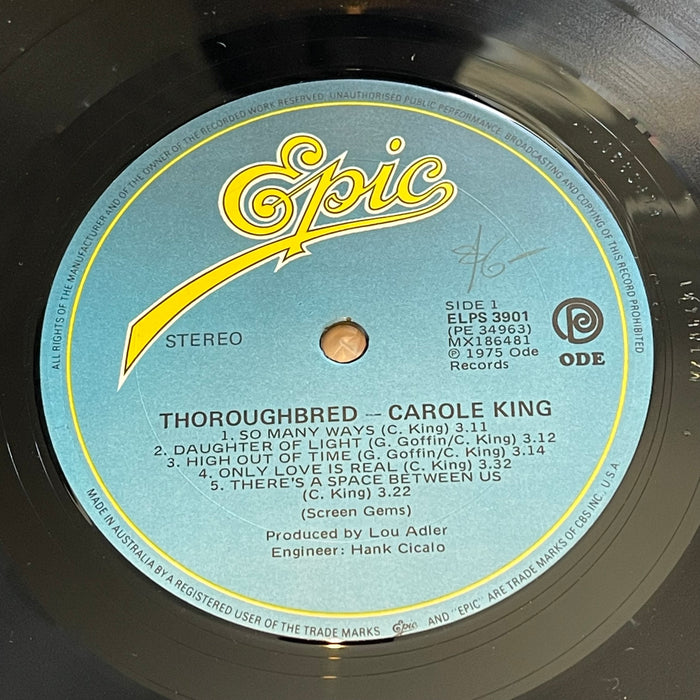 ALL RIGHTS OF THE MANUFACTURER AND OF THE OWNER OF THE RECORDED WORK RESERVED, UNAUTHORISED PUBLIC PERFORMANCE, BROADCASTING AND COPYING OF THIS RECORD PROHIBITED
Epic
SIDE 1
ELPS 3901
(PE 34963)
MX186481
℗ 1975 Ode
Records
ODE
STEREO
THOROUGHBRED — CAROLE KING
1. SO MANY WAYS (C. King) 3.11
2. DAUGHTER OF LIGHT (G. Goffin/C. King) 3.12
3. HIGH OUT OF TIME (G. Goffin/C. King) 3.14
4. ONLY LOVE IS REAL (C. King) 3.32
5. THERE'S A SPACE BETWEEN US
(C. King) 3.22
(Screen Gems)
Produced by Lou Adler
Engineer: Hank Cicalo
MADE IN AUSTRALIA BY A REGISTERED USER OF THE TRADE MARKS Epic AND "EPIC" ARE TRADE MARKS OF CBS INC., U.S.A